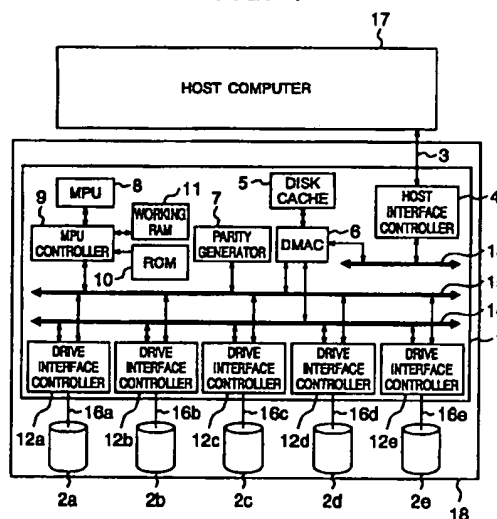 17
HOST COMPUTER
3
8
11
5
DISK
CACHE
4
9
MPU
7
6
HOST
INTERFACE
CONTROLLER
WORKING
RAM
MPU
CONTROLLER
PARITY
GENERATOR
DMAC
10
ROM
DRIVE
INTERFACE
CONTROLLER
DRIVE
INTERFACE
CONTROLLER
DRIVE
INTERFACE
CONTROLLER
DRIVE
INTERFACE
CONTROLLER
DRIVE
INTERFACE
CONTROLLER
12a
16a
12b
16b
12c
16c
12d
16d
12e
16e
2a
2b
2c
2d
2e
18